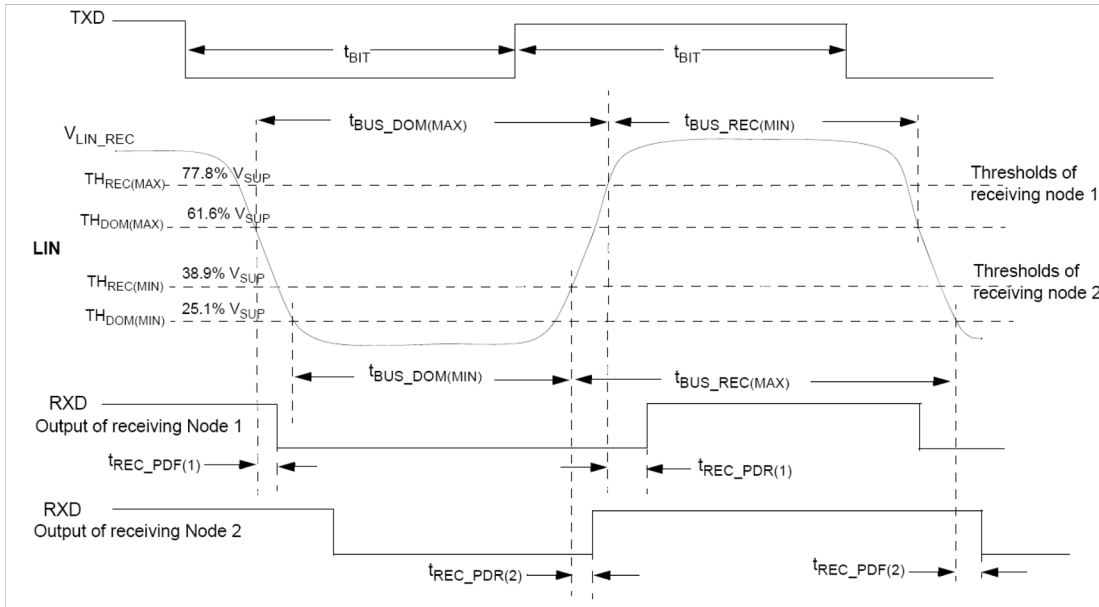 TXD
tBIT
tBIT
tBUS_DOM(MAX)
tBUS_REC(MIN)
VLIN_REC
THREC(MAX) 77.8% VSUP
Thresholds of
receiving node 1
THDOM(MAX) 61.6% VSUP
LIN
THREC(MIN) 38.9% VSUP
Thresholds of
receiving node 2
THDOM(MIN) 25.1% VSUP
tBUS_DOM(MIN)
tBUS_REC(MAX)
RXD
Output of receiving Node 1
tREC_PDF(1)
tREC_PDR(1)
RXD
Output of receiving Node 2
tREC_PDR(2)
tREC_PDF(2)